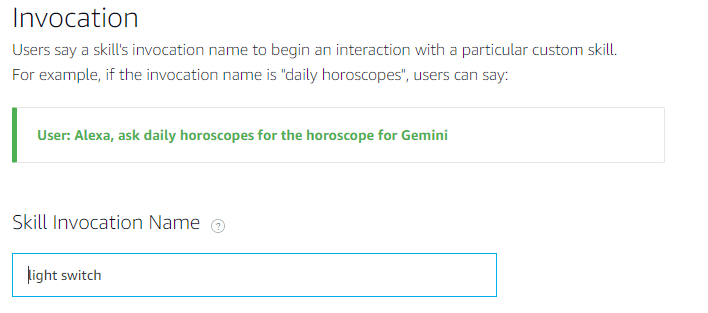 Invocation
Users say a skill's invocation name to begin an interaction with a particular custom skill.
For example, if the invocation name is "daily horoscopes", users can say:
User: Alexa, ask daily horoscopes for the horoscope for Gemini
Skill Invocation Name ?
light switch